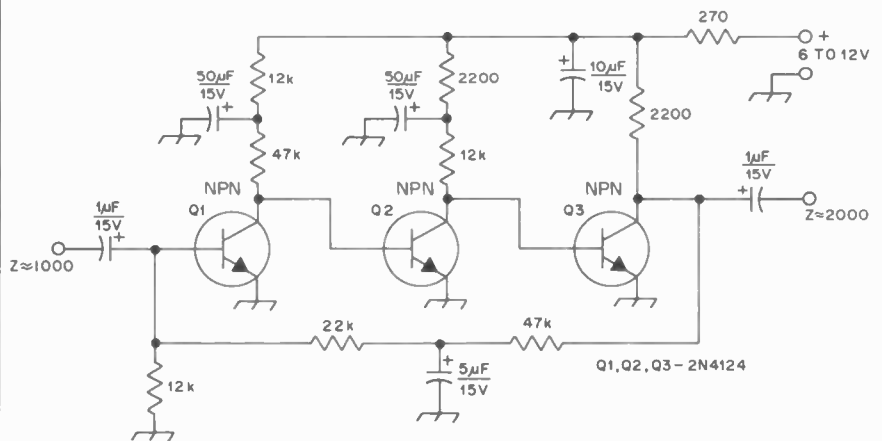 270
+
6 TO 12V
50µF
15V
+
12k
50µF
15V
+
2200
+
10µF
15V
2200
47k
12k
1µF
15V
+
NPN
NPN
NPN
Q1
Q2
Q3
1µF
15V
+
Z≈2000
Z≈1000
22k
47k
+
5µF
15V
12k
Q1,Q2,Q3-2N4124